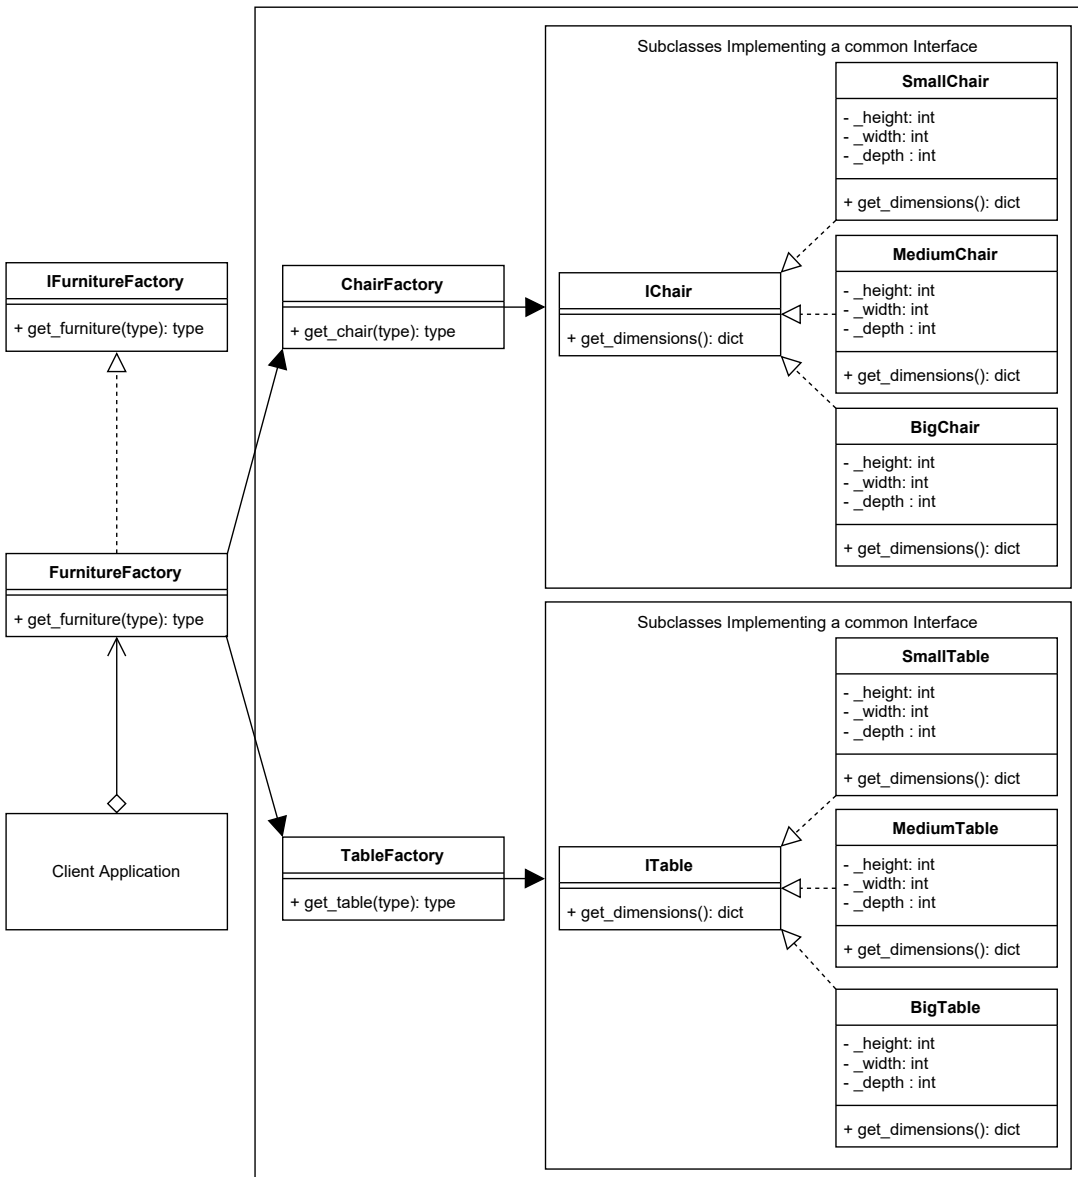 Subclasses Implementing a common Interface
SmallChair
- _height: int
- _width: int
- _depth : int
+ get_dimensions(): dict
IFurnitureFactory
+ get_furniture(type): type
ChairFactory
+ get_chair(type): type
IChair
+ get_dimensions(): dict
MediumChair
- _height: int
- _width: int
- _depth : int
+ get_dimensions(): dict
BigChair
- _height: int
- _width: int
- _depth : int
+ get_dimensions(): dict
FurnitureFactory
+ get_furniture(type): type
Subclasses Implementing a common Interface
SmallTable
- _height: int
- _width: int
- _depth : int
+ get_dimensions(): dict
Client Application
TableFactory
+ get_table(type): type
ITable
+ get_dimensions(): dict
MediumTable
- _height: int
- _width: int
- _depth : int
+ get_dimensions(): dict
BigTable
- _height: int
- _width: int
- _depth : int
+ get_dimensions(): dict